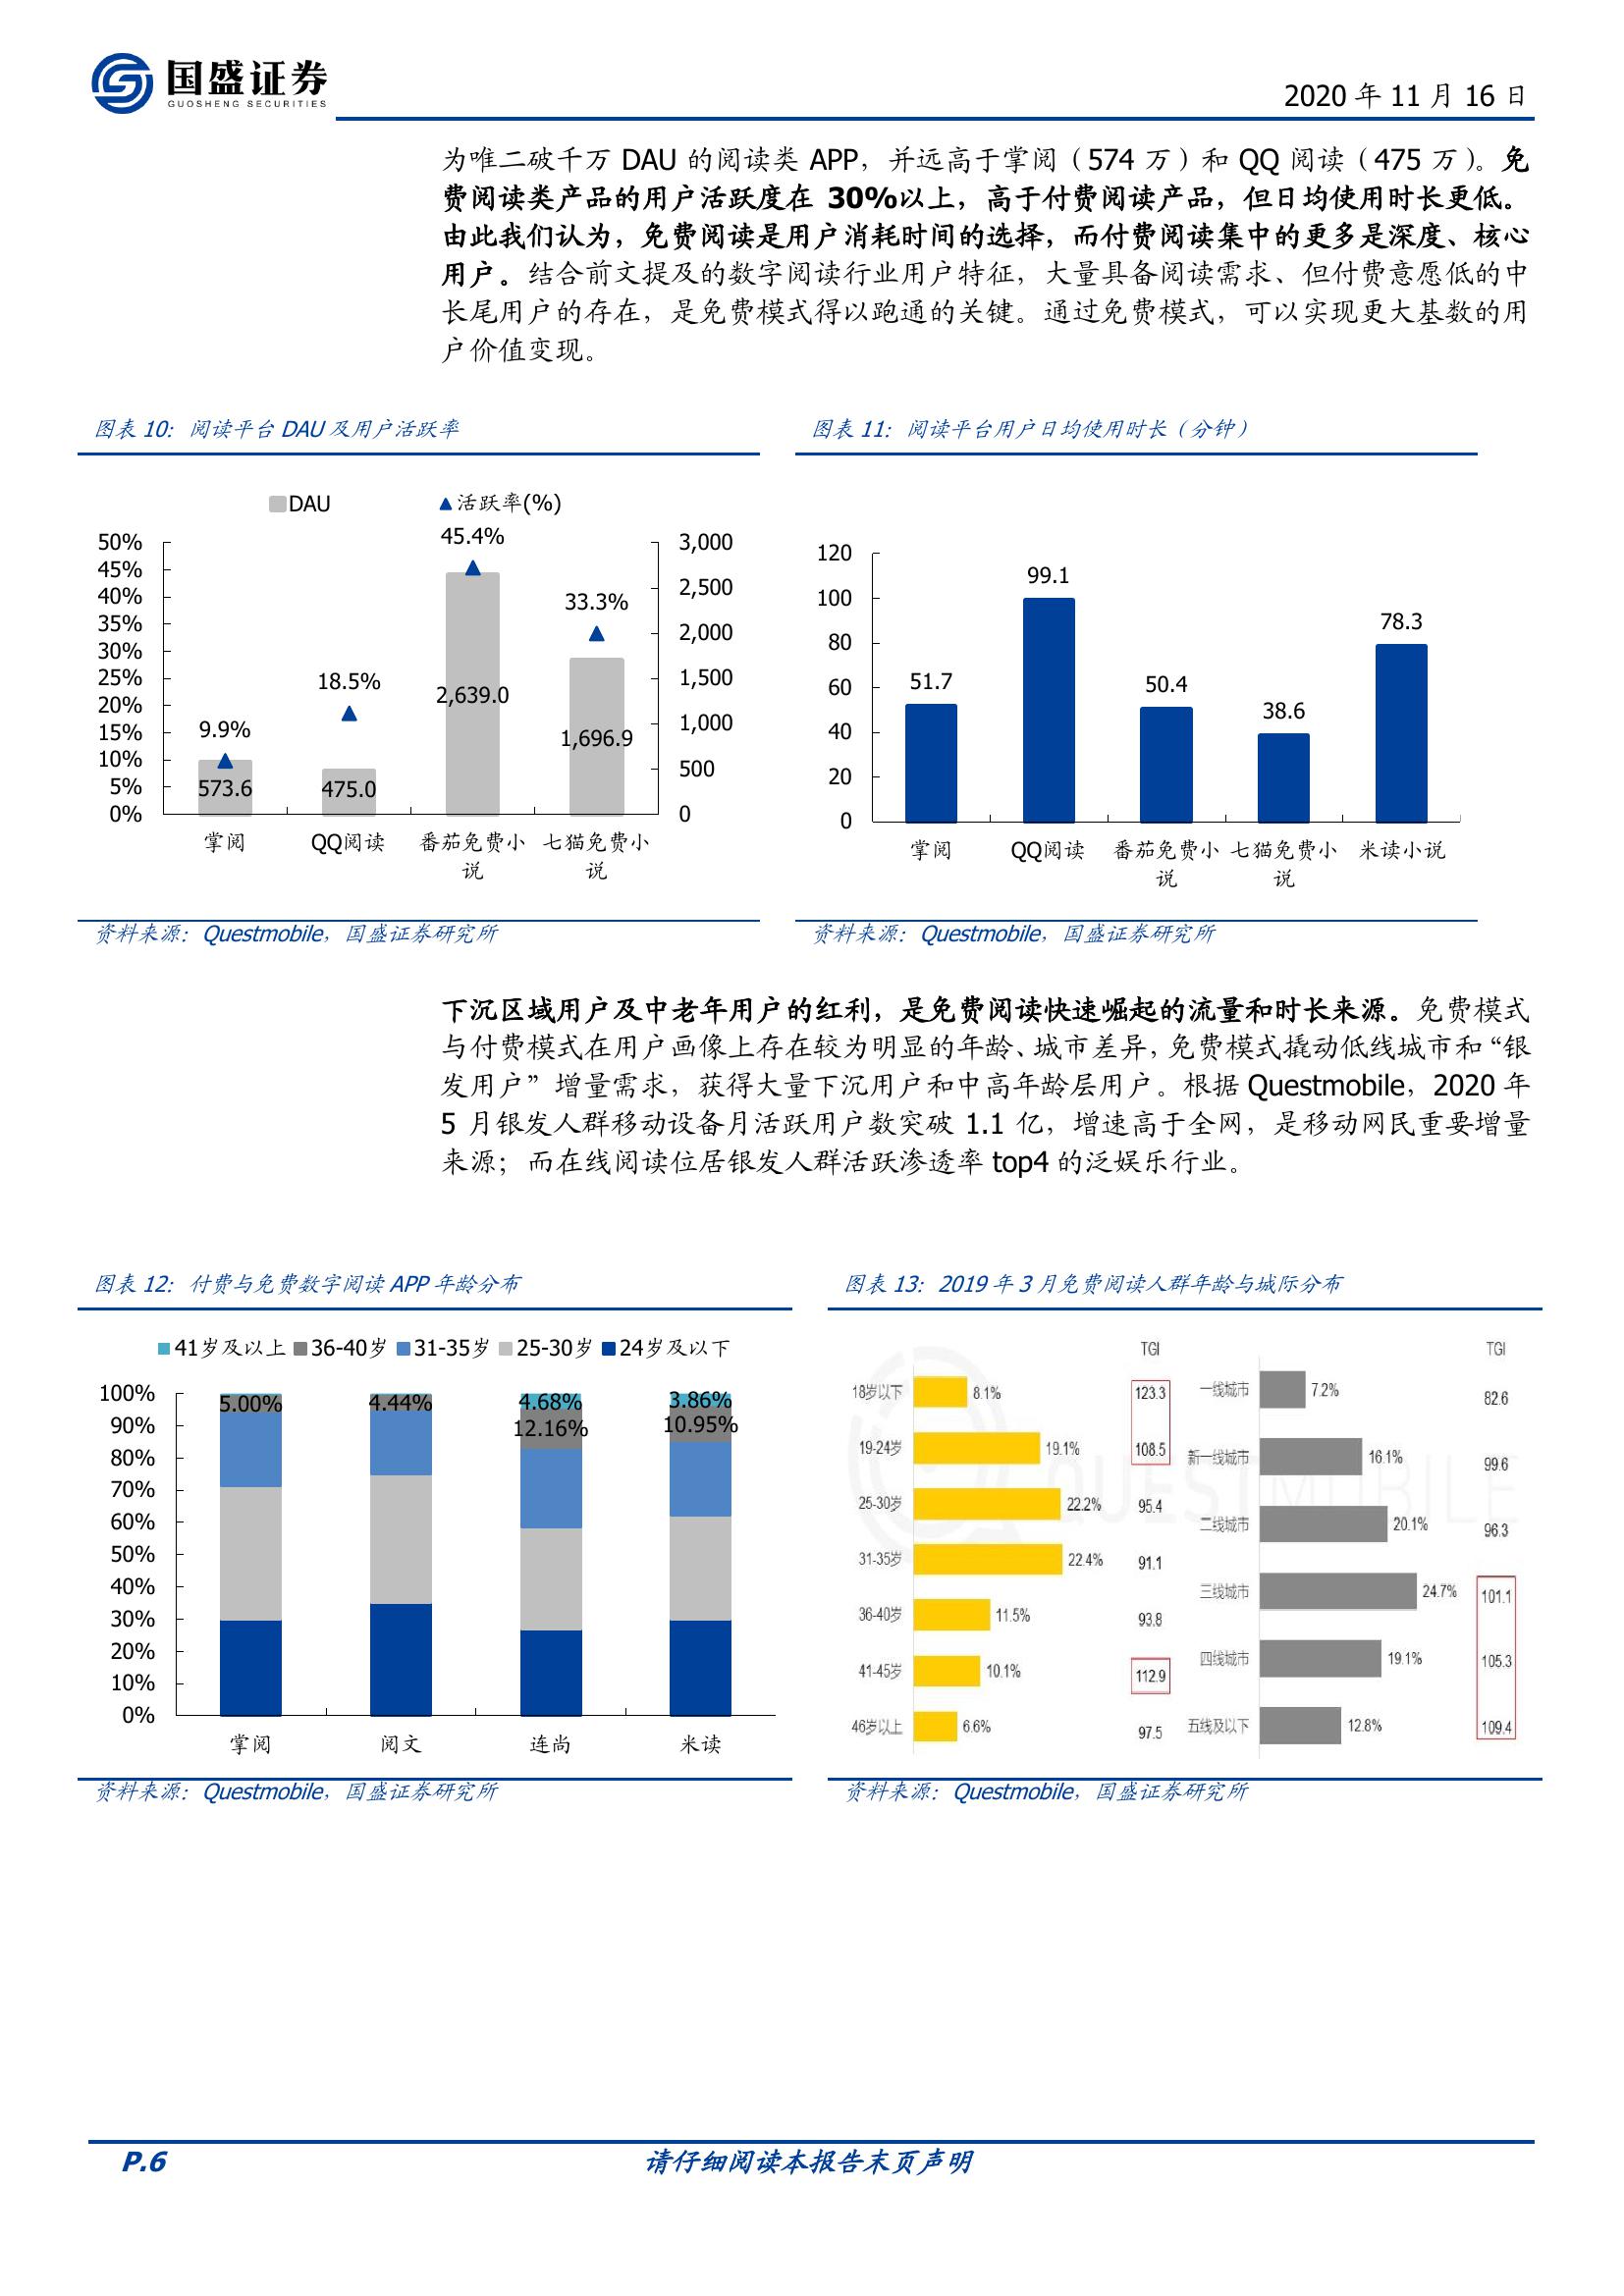 国盛证券
GUOSHENG SECURITIES
2020 年 11 月 16 日
为唯二破千万 DAU 的阅读类 APP，并远高于掌阅（574 万）和 QQ 阅读（475 万）。免
费阅读类产品的用户活跃度在 30%以上，高于付费阅读产品，但日均使用时长更低。
由此我们认为，免费阅读是用户消耗时间的选择，而付费阅读集中的更多是深度、核心
用户。结合前文提及的数字阅读行业用户特征，大量具备阅读需求、但付费意愿低的中
长尾用户的存在，是免费模式得以跑通的关键。通过免费模式，可以实现更大基数的用
户价值变现。
图表 10：阅读平台 DAU 及用户活跃率
DAU 活跃率(%)
50%
45%
40%
35%
30%
25%
20%
15%
10%
5%
0%
3,000
2,500
2,000
1,500
1,000
500
0
9.9%
18.5%
45.4%
33.3%
573.6
475.0
2,639.0
1,696.9
掌阅 QQ阅读 番茄免费小说 七猫免费小说
资料来源：Questmobile，国盛证券研究所
图表 11：阅读平台用户日均使用时长（分钟）
120
100
80
60
40
20
0
51.7
99.1
50.4
38.6
78.3
掌阅 QQ阅读 番茄免费小说 七猫免费小说 米读小说
资料来源：Questmobile，国盛证券研究所
下沉区域用户及中老年用户的红利，是免费阅读快速崛起的流量和时长来源。免费模式
与付费模式在用户画像上存在较为明显的年龄、城市差异，免费模式撬动低线城市和“银
发用户”增量需求，获得大量下沉用户和中高年龄层用户。根据 Questmobile，2020 年
5 月银发人群移动设备月活跃用户数突破 1.1 亿，增速高于全网，是移动网民重要增量
来源；而在线阅读位居银发人群活跃渗透率 top4 的泛娱乐行业。
图表 12：付费与免费数字阅读 APP 年龄分布
41岁及以上 36-40岁 31-35岁 25-30岁 24岁及以下
100%
90%
80%
70%
60%
50%
40%
30%
20%
10%
0%
5.00%
4.44%
4.68%
12.16%
3.86%
10.95%
掌阅 阅文 连尚 米读
资料来源：Questmobile，国盛证券研究所
图表 13：2019 年 3 月免费阅读人群年龄与城际分布
QUESTMOBILE
TGI
18岁以下 8.1% 123.3
19-24岁 19.1% 108.5
25-30岁 22.2% 95.4
31-35岁 22.4% 91.1
36-40岁 11.5% 93.8
41-45岁 10.1% 112.9
46岁以上 6.6% 97.5
TGI
一线城市 7.2% 82.6
新一线城市 16.1% 99.6
二线城市 20.1% 96.3
三线城市 24.7% 101.1
四线城市 19.1% 105.3
五线及以下 12.8% 109.4
资料来源：Questmobile，国盛证券研究所
P.6
请仔细阅读本报告末页声明